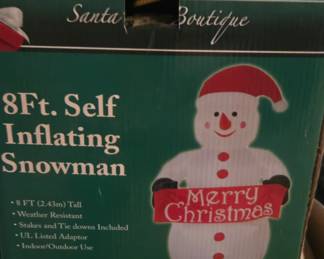 Santa Boutique
8Ft. Self
Inflating
Snowman
• 8 FT (2.43m) Tall
• Weather Resistant
• Stakes and Tie downs Included
• UL Listed Adaptor
• Indoor/Outdoor Use
Merry
Christmas